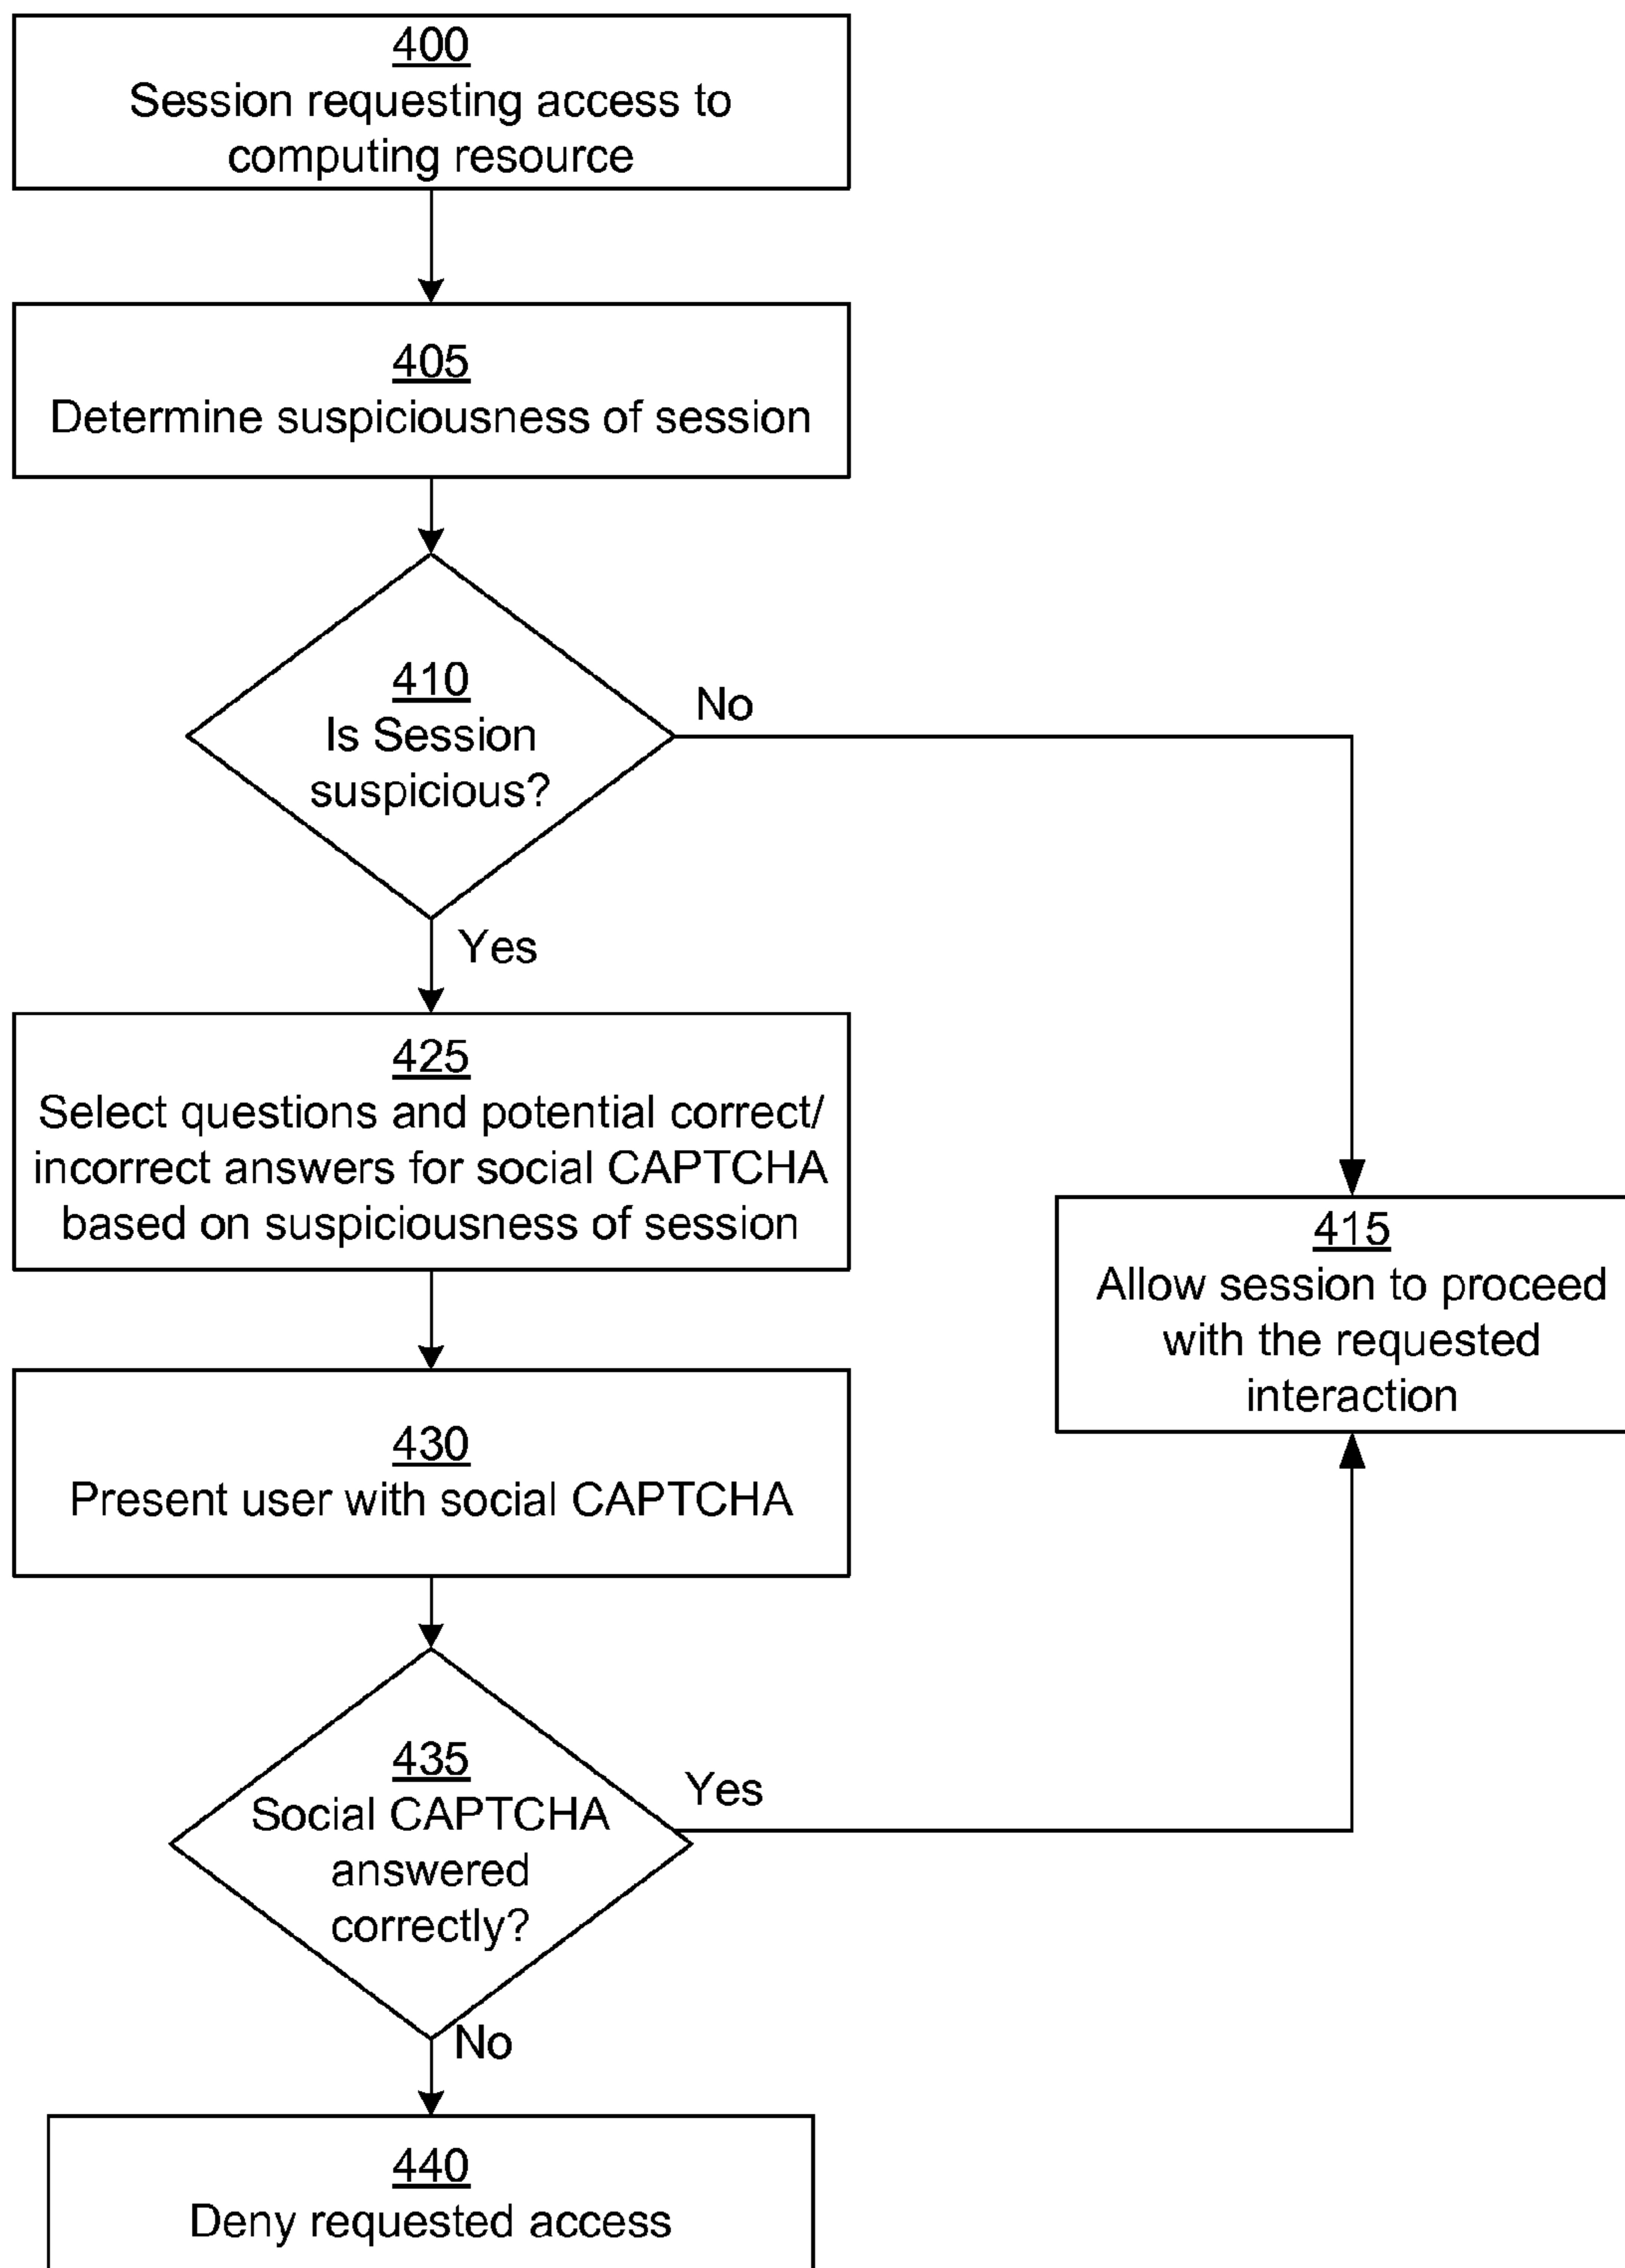 400
Session requesting access to
computing resource
405
Determine suspiciousness of session
410
Is Session
suspicious?
No
Yes
425
Select questions and potential correct/
incorrect answers for social CAPTCHA
based on suspiciousness of session
415
Allow session to proceed
with the requested
interaction
430
Present user with social CAPTCHA
435
Social CAPTCHA
answered
correctly?
Yes
No
440
Deny requested access